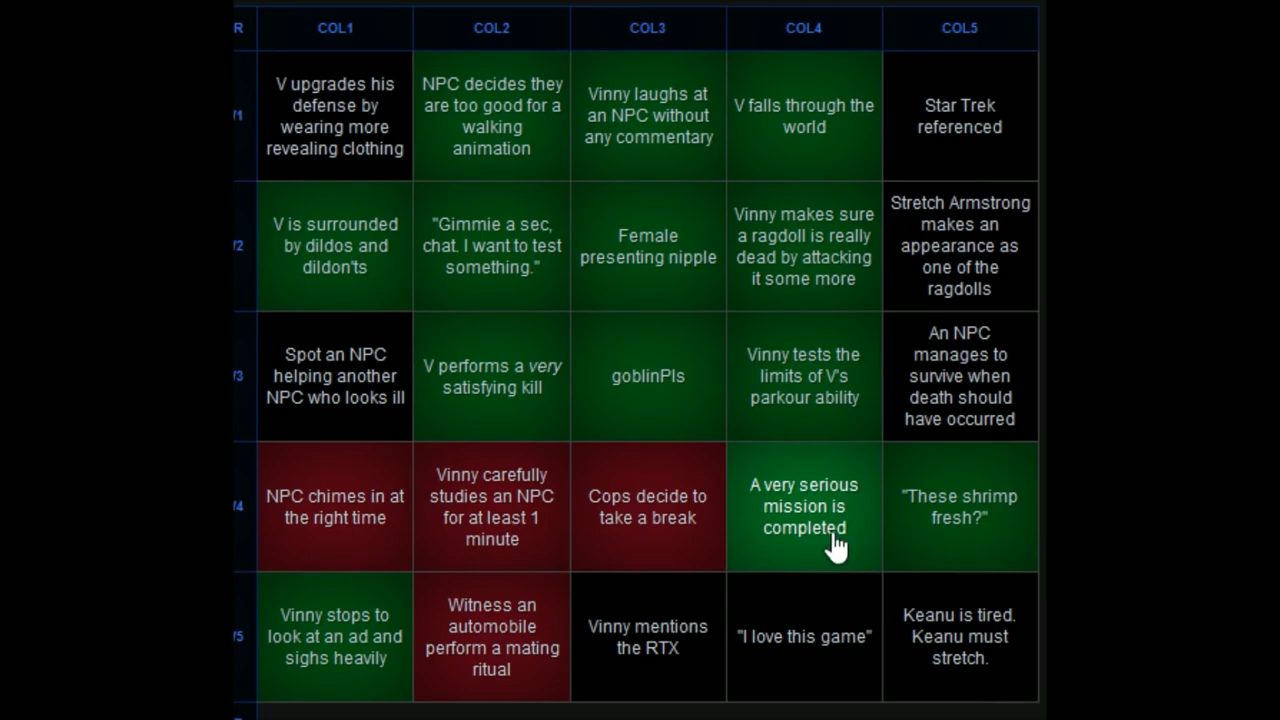 R COL1 COL2 COL3 COL4 COL5
V upgrades his
defense by
wearing more
revealing clothing
NPC decides they
are too good for a
walking
animation
Vinny laughs at
an NPC without
any commentary
V falls through the
world
Star Trek
referenced
V is surrounded
by dildos and
dildon'ts
"Gimmie a sec,
chat. I want to test
something."
Female
presenting nipple
Vinny makes sure
a ragdoll is really
dead by attacking
it some more
Stretch Armstrong
makes an
appearance as
one of the
ragdolls
Spot an NPC
helping another
NPC who looks ill
V performs a very
satisfying kill
goblinPls
Vinny tests the
limits of V's
parkour ability
An NPC
manages to
survive when
death should
have occurred
NPC chimes in at
the right time
Vinny carefully
studies an NPC
for at least 1
minute
Cops decide to
take a break
A very serious
mission is
completed
"These shrimp
fresh?"
Vinny stops to
look at an ad and
sighs heavily
Witness an
automobile
perform a mating
ritual
Vinny mentions
the RTX
"I love this game"
Keanu is tired.
Keanu must
stretch.